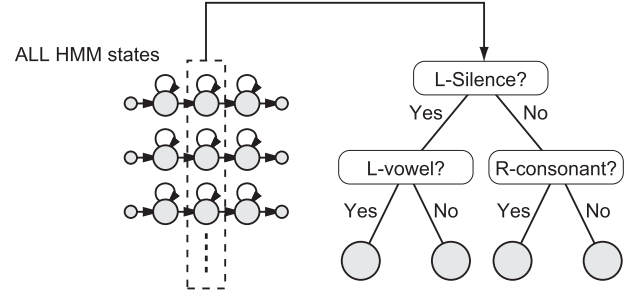 ALL HMM states
L-Silence?
Yes No
L-vowel? R-consonant?
Yes No Yes No